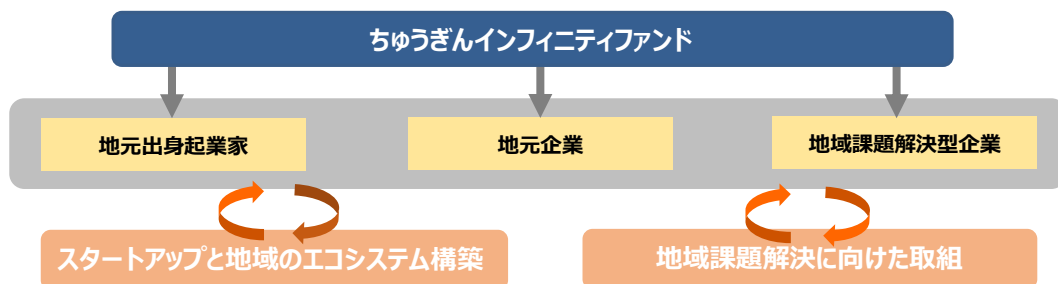 ちゅうぎんインフィニティファンド
地元出身起業家
地元企業
地域課題解決型企業
スタートアップと地域のエコシステム構築
地域課題解決に向けた取組